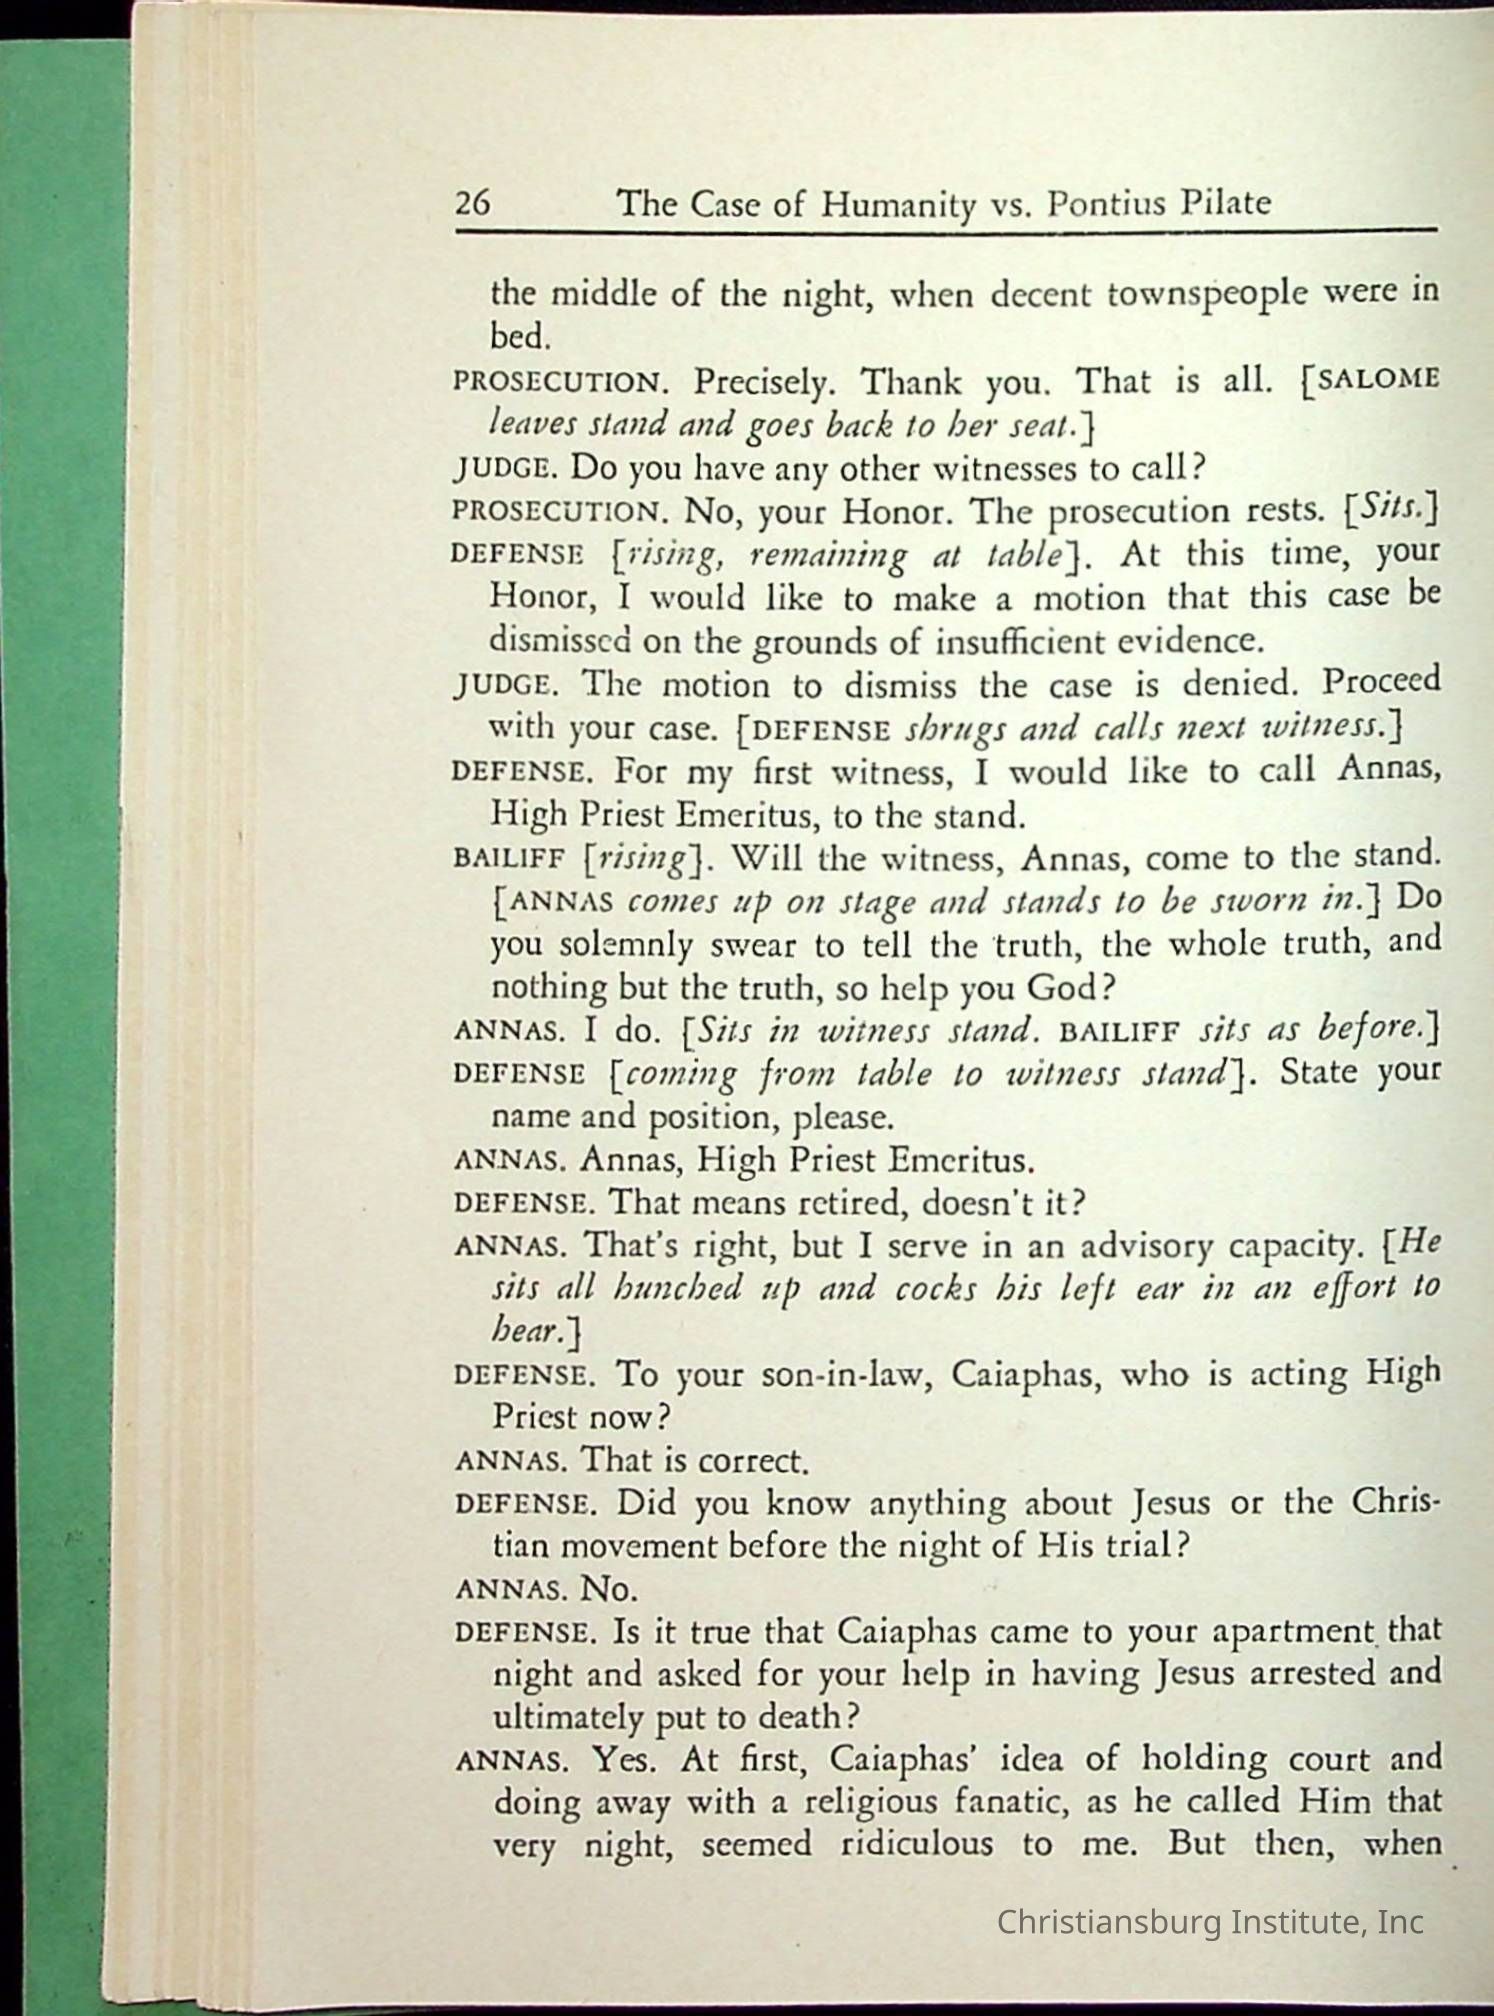 26 The Case of Humanity vs. Pontius Pilate
the middle of the night, when decent townspeople were in
bed.
PROSECUTION. Precisely. Thank you. That is all. [SALOME
leaves stand and goes back to her seat.]
JUDGE. Do you have any other witnesses to call?
PROSECUTION. No, your Honor. The prosecution rests. [Sits.]
DEFENSE [rising, remaining at table]. At this time, your
Honor, I would like to make a motion that this case be
dismissed on the grounds of insufficient evidence.
JUDGE. The motion to dismiss the case is denied. Proceed
with your case. [DEFENSE shrugs and calls next witness.]
DEFENSE. For my first witness, I would like to call Annas,
High Priest Emeritus, to the stand.
BAILIFF [rising]. Will the witness, Annas, come to the stand.
[ANNAS comes up on stage and stands to be sworn in.] Do
you solemnly swear to tell the truth, the whole truth, and
nothing but the truth, so help you God?
ANNAS. I do. [Sits in witness stand. BAILIFF sits as before.]
DEFENSE [coming from table to witness stand]. State your
name and position, please.
ANNAS. Annas, High Priest Emeritus.
DEFENSE. That means retired, doesn't it?
ANNAS. That's right, but I serve in an advisory capacity. [He
sits all hunched up and cocks his left ear in an effort to
hear.]
DEFENSE. To your son-in-law, Caiaphas, who is acting High
Priest now?
ANNAS. That is correct.
DEFENSE. Did you know anything about Jesus or the Chris-
tian movement before the night of His trial?
ANNAS. No.
DEFENSE. Is it true that Caiaphas came to your apartment that
night and asked for your help in having Jesus arrested and
ultimately put to death?
ANNAS. Yes. At first, Caiaphas' idea of holding court and
doing away with a religious fanatic, as he called Him that
very night, seemed ridiculous to me. But then, when
Christiansburg Institute, Inc